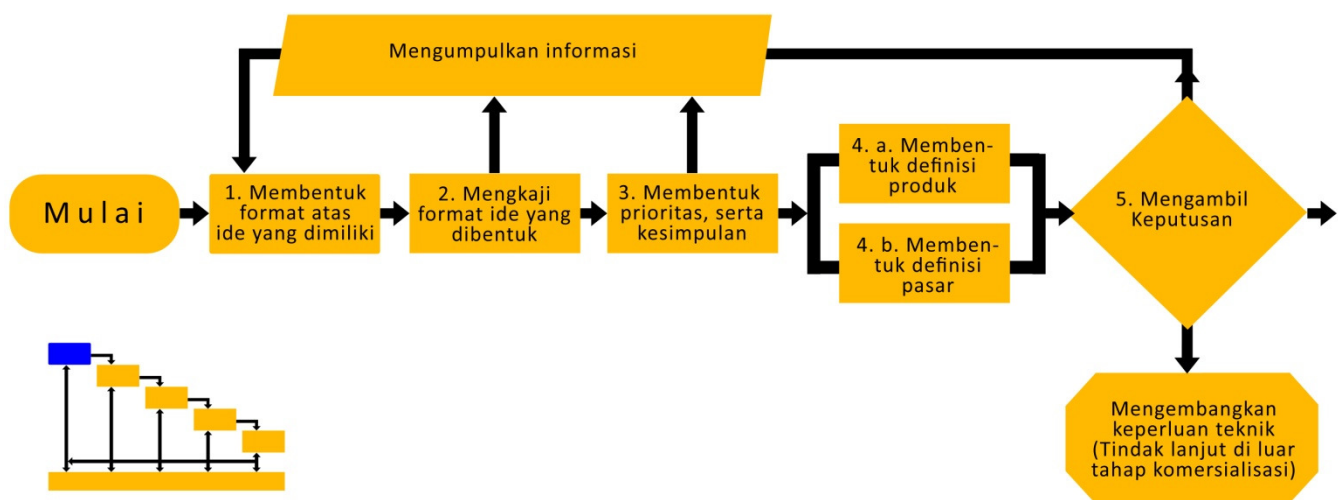 Mengumpulkan informasi
Mulai
1. Membentuk
format atas
ide yang dimiliki
2. Mengkaji
format ide yang
dibentuk
3. Membentuk
prioritas, serta
kesimpulan
4. a. Memben-
tuk definisi
produk
4. b. Memben-
tuk definisi
pasar
5. Mengambil
Keputusan
Mengembangkan
keperluan teknik
(Tindak lanjut di luar
tahap komersialisasi)